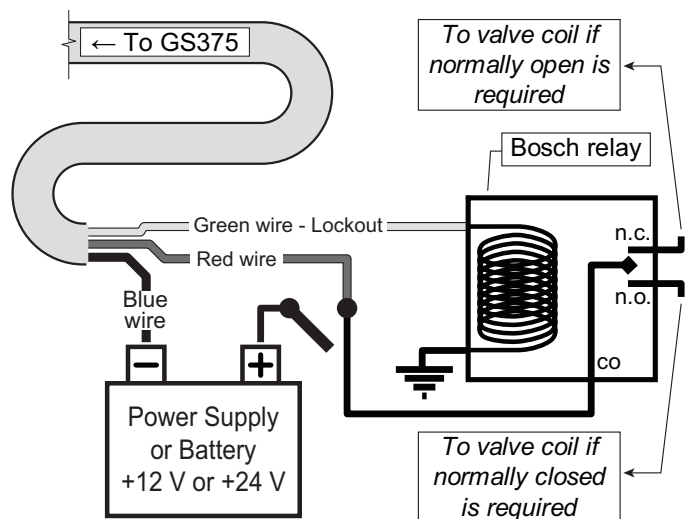 ← To GS375
To valve coil if
normally open is
required
Bosch relay
Green wire - Lockout
n.c.
Red wire
n.o.
Blue
wire
−
+
co
Power Supply
or Battery
+12 V or +24 V
To valve coil if
normally closed
is required